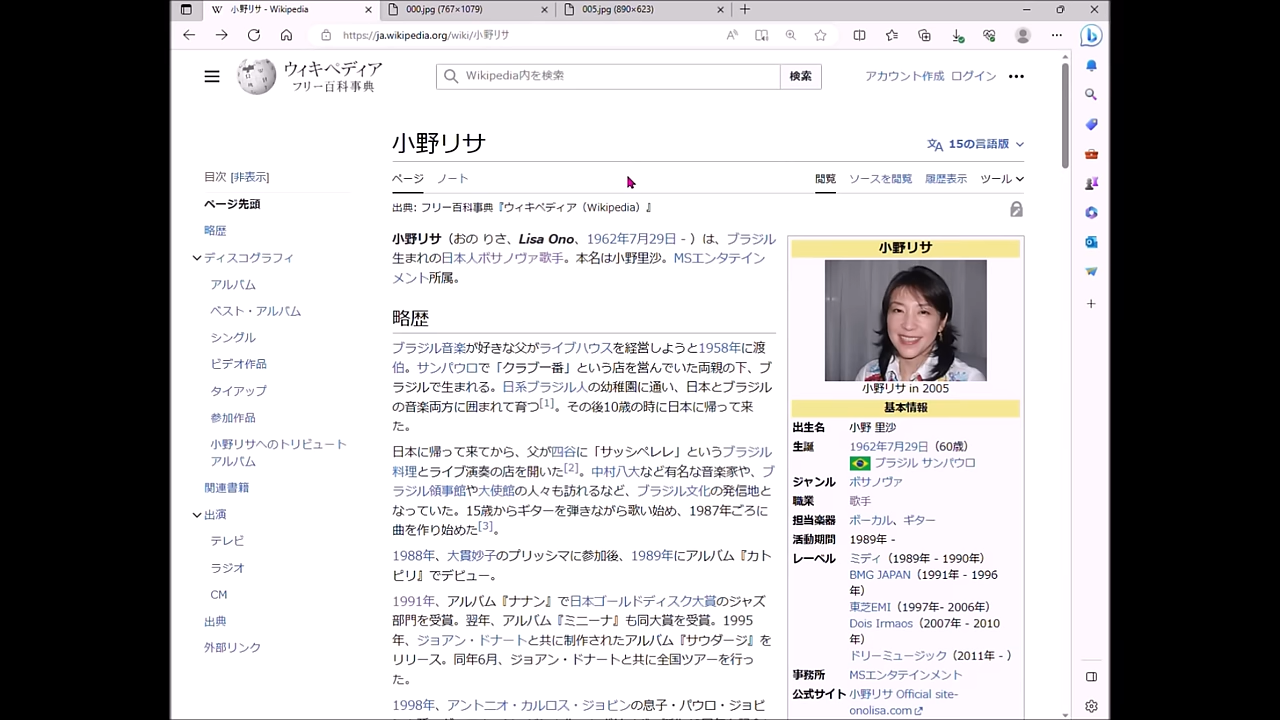 小野リサ - Wikipedia
000.jpg (767×1079)
005.jpg (890×623)
https://ja.wikipedia.org/wiki/小野リサ
ウィキペディア
フリー百科事典
Wikipedia内を検索
検索
アカウント作成 ログイン
小野リサ
15の言語版
ページ ノート
閲覧 ソースを閲覧 履歴表示 ツール
出典: フリー百科事典『ウィキペディア（Wikipedia）』
目次 [非表示]
ページ先頭
略歴
ディスコグラフィ
アルバム
ベスト・アルバム
シングル
ビデオ作品
タイアップ
参加作品
小野リサへのトリビュート
アルバム
関連書籍
出演
テレビ
ラジオ
CM
出典
外部リンク
小野リサ（おの りさ、Lisa Ono、1962年7月29日 - ）は、ブラジル
生まれの日本人ボサノヴァ歌手。本名は小野里沙。MSエンタテイン
メント所属。
略歴
ブラジル音楽が好きな父がライブハウスを経営しようと1958年に渡
伯。サンパウロで「クラブ一番」という店を営んでいた両親の下、ブ
ラジルで生まれる。日系ブラジル人の幼稚園に通い、日本とブラジル
の音楽両方に囲まれて育つ[1]。その後10歳の時に日本に帰って来
た。
日本に帰って来てから、父が四谷に「サッシペレレ」というブラジル
料理とライブ演奏の店を開いた[2]。中村八大など有名な音楽家や、ブ
ラジル領事館や大使館の人々も訪れるなど、ブラジル文化の発信地と
なっていた。15歳からギターを弾きながら歌い始め、1987年ごろに
曲を作り始めた[3]。
1988年、大貫妙子のプリッシマに参加後、1989年にアルバム『カト
ピリ』でデビュー。
1991年、アルバム『ナナン』で日本ゴールドディスク大賞のジャズ
部門を受賞。翌年、アルバム『ミニーナ』も同大賞を受賞。1995
年、ジョアン・ドナートと共に制作されたアルバム『サウダージ』を
リリース。同年6月、ジョアン・ドナートと共に全国ツアーを行っ
た。
1998年、アントニオ・カルロス・ジョビンの息子・パウロ・ジョビ
小野リサ
小野リサ in 2005
基本情報
出生名 小野 里沙
生誕 1962年7月29日（60歳）
ブラジル サンパウロ
ジャンル ボサノヴァ
職業 歌手
担当楽器 ボーカル、ギター
活動期間 1989年 -
レーベル ミディ（1989年 - 1990年）
BMG JAPAN（1991年 - 1996
年）
東芝EMI（1997年- 2006年）
Dois Irmaos（2007年 - 2010
年）
ドリーミュージック（2011年 - ）
事務所 MSエンタテインメント
公式サイト 小野リサ Official site-
onolisa.com